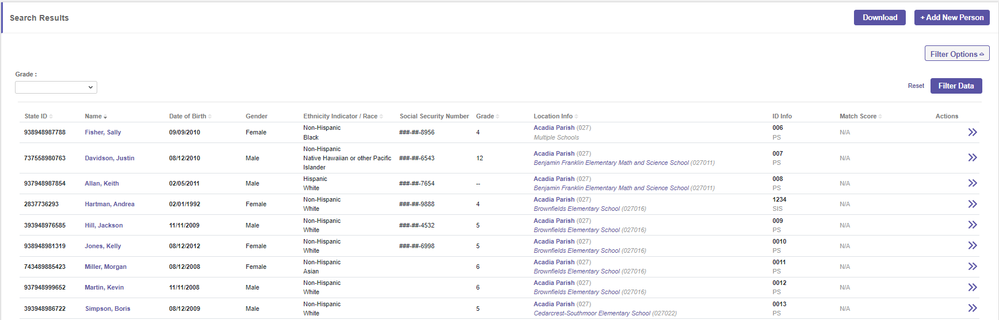 Search Results
Download
+ Add New Person
Filter Options
Grade :
Reset
Filter Data
State ID Name Date of Birth Gender Ethnicity Indicator / Race Social Security Number Grade Location Info ID Info Match Score Actions
938948987788 Fisher, Sally 09/09/2010 Female Non-Hispanic ###-##-8956 4 Acadia Parish (027) 006 N/A
Black Multiple Schools PS
737558980763 Davidson, Justin 08/12/2010 Male Non-Hispanic ###-##-6543 12 Acadia Parish (027) 007 N/A
Native Hawaiian or other Pacific Benjamin Franklin Elementary Math and Science School (027011) PS
Islander
937948987854 Allan, Keith 02/05/2011 Male Hispanic ###-##-7654 -- Acadia Parish (027) 008 N/A
White Benjamin Franklin Elementary Math and Science School (027011) PS
2837736293 Hartman, Andrea 02/01/1992 Female Non-Hispanic ###-##-9888 4 Acadia Parish (027) 1234 N/A
White Brownfields Elementary School (027016) SIS
393948976585 Hill, Jackson 11/11/2009 Male Non-Hispanic ###-##-4532 5 Acadia Parish (027) 009 N/A
White Brownfields Elementary School (027016) PS
938948981319 Jones, Kelly 08/12/2012 Female Non-Hispanic ###-##-6998 5 Acadia Parish (027) 0010 N/A
White Brownfields Elementary School (027016) PS
743489885423 Miller, Morgan 08/12/2008 Female Non-Hispanic 6 Acadia Parish (027) 0011 N/A
Asian Brownfields Elementary School (027016) PS
937948999652 Martin, Kevin 11/11/2008 Male Non-Hispanic 6 Acadia Parish (027) 0012 N/A
White Brownfields Elementary School (027016) PS
393948986722 Simpson, Boris 08/12/2009 Male Non-Hispanic 5 Acadia Parish (027) 0013 N/A
White Cedarcrest-Southmoor Elementary School (027022) PS